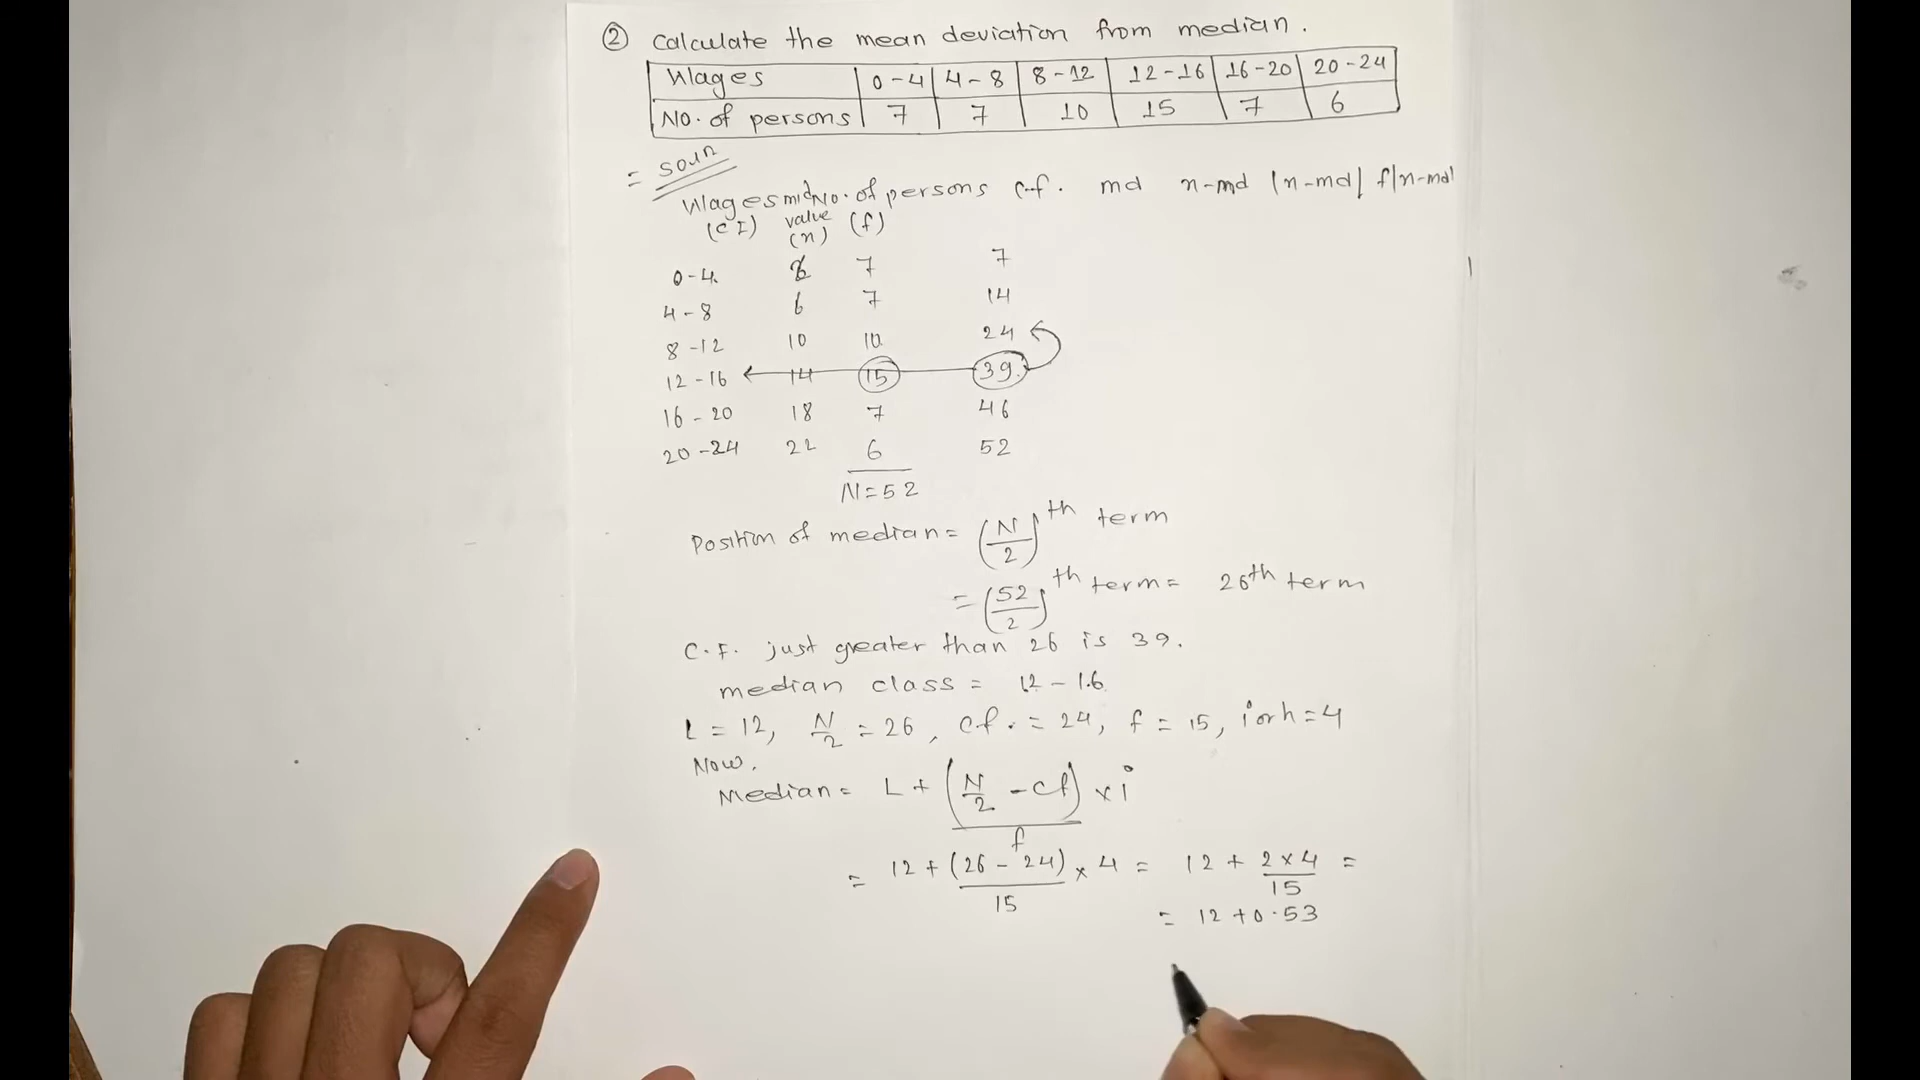 ② Calculate the mean deviation from median.
Wages 0-4 4-8 8-12 12-16 16-20 20-24
No. of persons 7 7 10 15 7 6
= Soln
Wages mid No. of persons c.f. md x-md |x-md| f|x-md|
(CI) value (f)
(x)
0-4 7 7
4-8 6 7 14
8-12 10 10 24
12-16 14 15 39
16-20 18 7 46
20-24 22 6 52
N=52
Position of median = (N/2)th term
= (52/2)th term = 26th term
C.F. just greater than 26 is 39.
median class = 12-16
L = 12, N/2 = 26, c.f. = 24, f = 15, i or h = 4
Now,
Median = L + (N/2 - cf)/f × i
= 12 + (26 - 24)/15 × 4 = 12 + 2×4/15 =
= 12 + 0.53